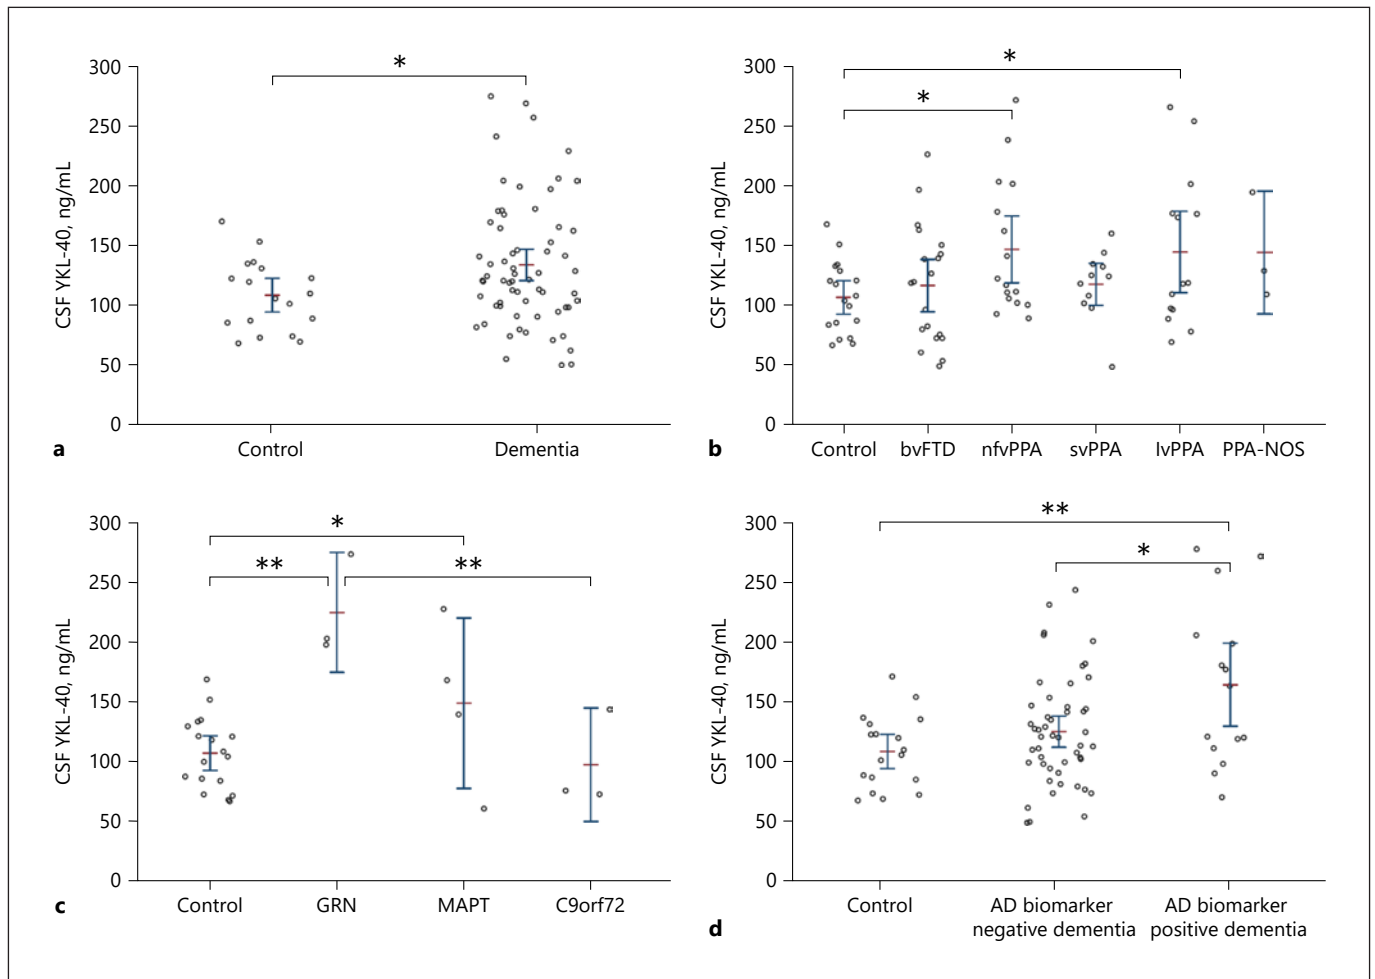 300
250
200
150
100
50
0
CSF YKL-40, ng/mL
*
Control
Dementia
a
300
250
200
150
100
50
0
CSF YKL-40, ng/mL
*
*
Control
bvFTD
nfvPPA
svPPA
lvPPA
PPA-NOS
b
300
250
200
150
100
50
0
CSF YKL-40, ng/mL
*
**
**
Control
GRN
MAPT
C9orf72
c
300
250
200
150
100
50
0
CSF YKL-40, ng/mL
**
*
Control
AD biomarker
negative dementia
AD biomarker
positive dementia
d